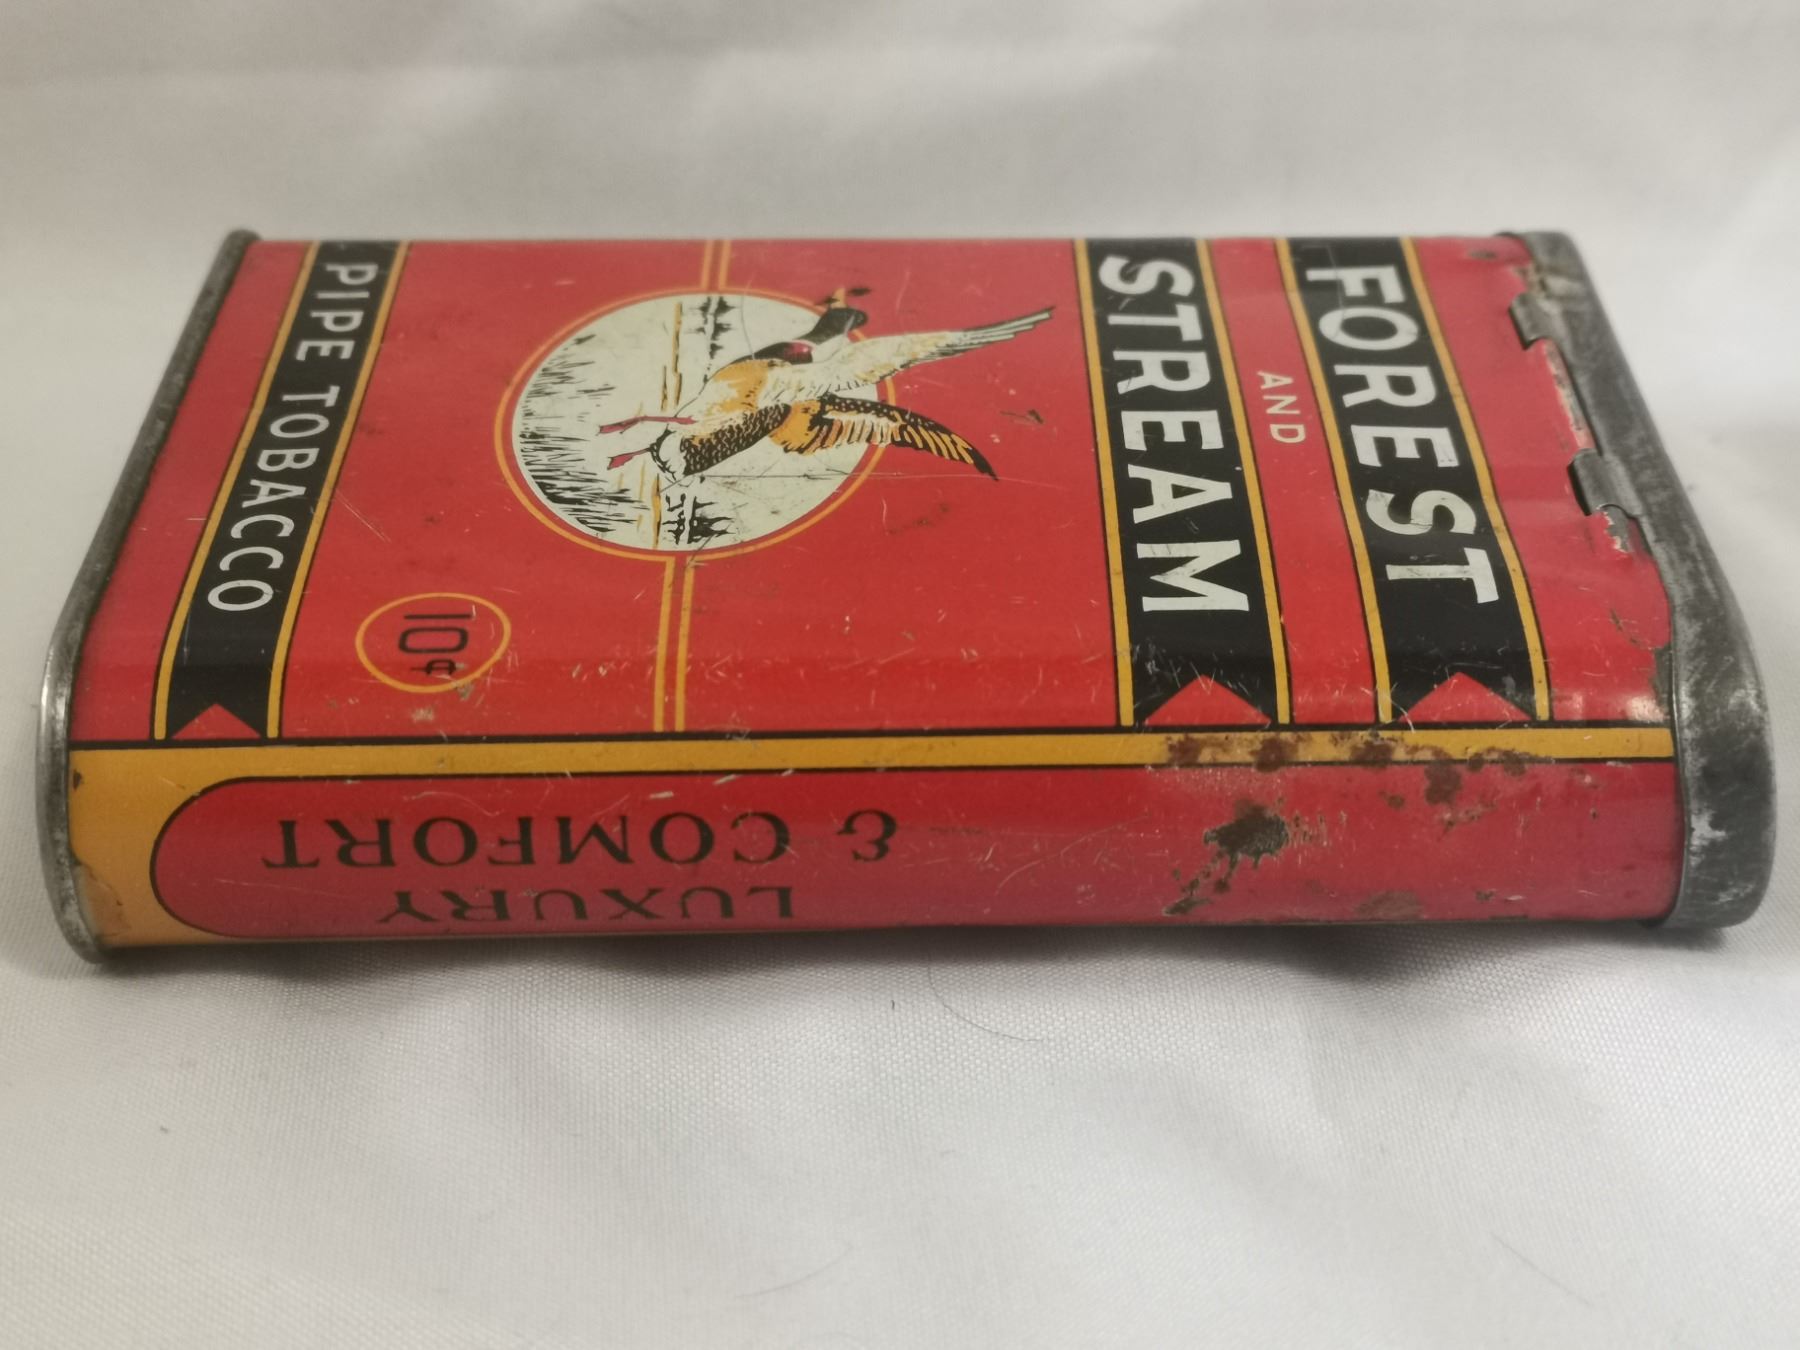 FOREST
AND
STREAM
10¢
PIPE TOBACCO
LUXURY
& COMFORT